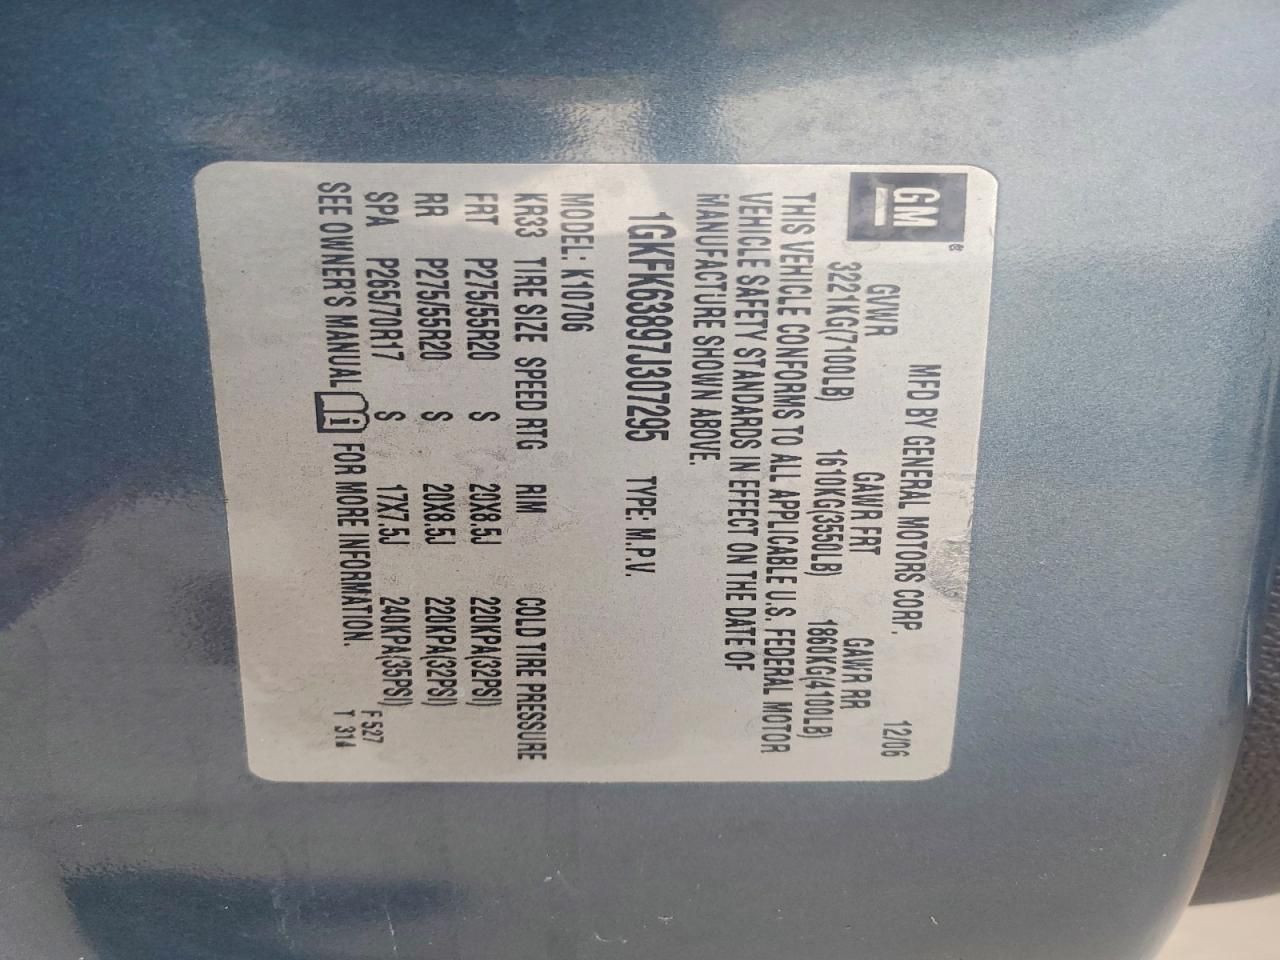 GM ®
MFD BY GENERAL MOTORS CORP. 12/06
GVWR GAWR FRT GAWR RR
3221KG(7100LB) 1610KG(3550LB) 1860KG(4100LB)
THIS VEHICLE CONFORMS TO ALL APPLICABLE U.S. FEDERAL MOTOR
VEHICLE SAFETY STANDARDS IN EFFECT ON THE DATE OF
MANUFACTURE SHOWN ABOVE.
1GKFK63897J307295 TYPE: M.P.V.
MODEL: K10706
KR33 TIRE SIZE SPEED RTG RIM COLD TIRE PRESSURE
FRT P275/55R20 S 20X8.5J 220KPA(32PSI)
RR P275/55R20 S 20X8.5J 220KPA(32PSI)
SPA P265/70R17 S 17X7.5J 240KPA(35PSI)
SEE OWNER'S MANUAL i FOR MORE INFORMATION.
F 527
T 314